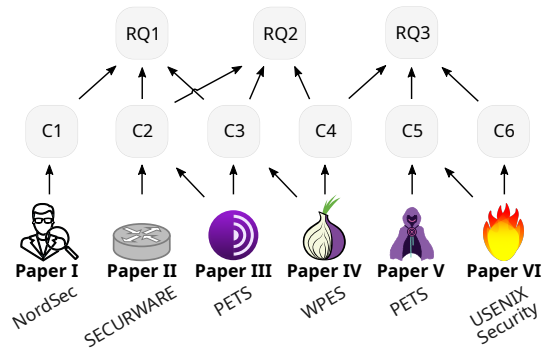 RQ1 RQ2 RQ3
C1 C2 C3 C4 C5 C6
Paper I Paper II Paper III Paper IV Paper V Paper VI
NordSec SECURWARE PETS WPES PETS USENIX
Security